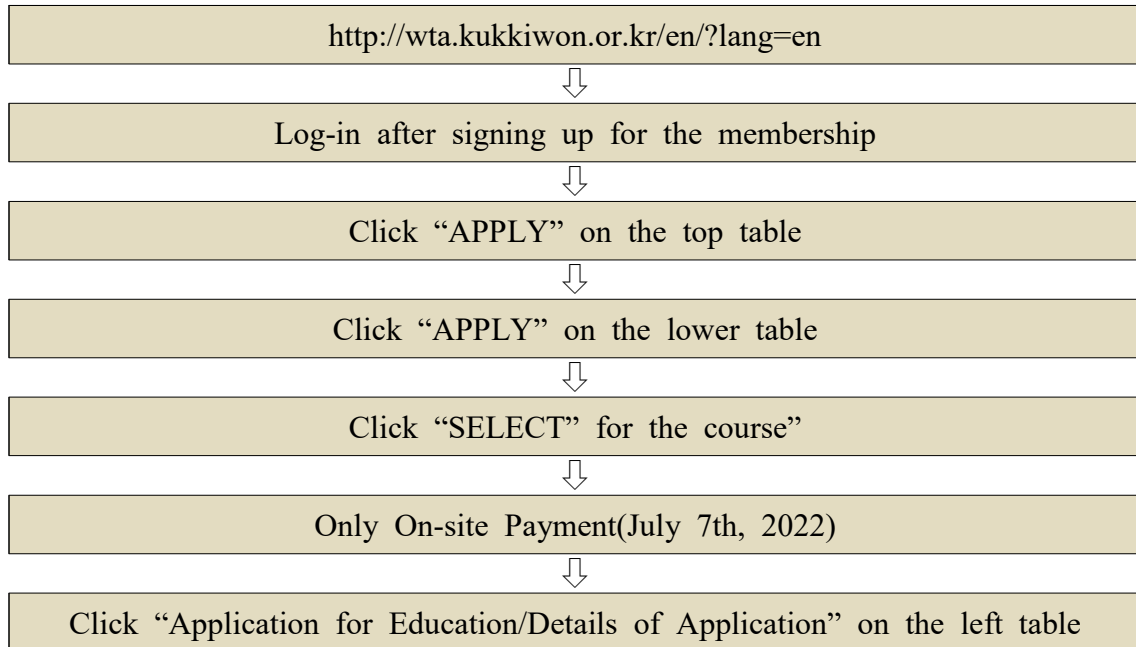 http://wta.kukkiwon.or.kr/en/?lang=en
Log-in after signing up for the membership
Click “APPLY” on the top table
Click “APPLY” on the lower table
Click “SELECT” for the course”
Only On-site Payment(July 7th, 2022)
Click “Application for Education/Details of Application” on the left table